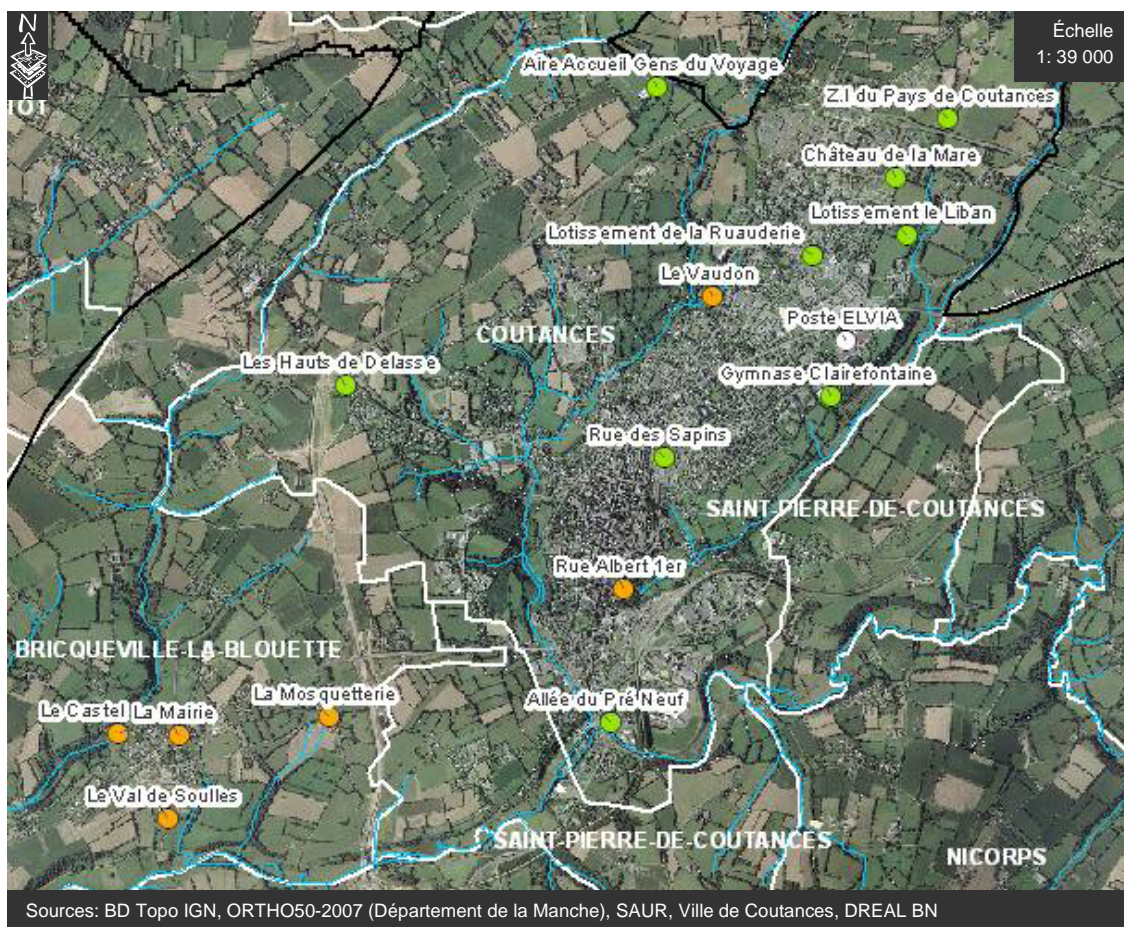 N
Échelle
1: 39 000
Aire Accueil Gens du Voyage
Z.I du Pays de Coutances
Château de la Mare
Lotissement le Liban
Lotissement de la Ruauderie
Le Vaudon
Poste ELVIA
COUTANCES
Les Hauts de Delasse
Gymnase Clairefontaine
Rue des Sapins
SAINT-PIERRE-DE-COUTANCES
Rue Albert 1er
BRICQUEVILLE-LA-BLOUETTE
La Mosquetterie
Allée du Pré Neuf
Le Castel
La Mairie
Le Val de Soulles
SAINT-PIERRE-DE-COUTANCES
NICORPS
Sources: BD Topo IGN, ORTHO50-2007 (Département de la Manche), SAUR, Ville de Coutances, DREAL BN